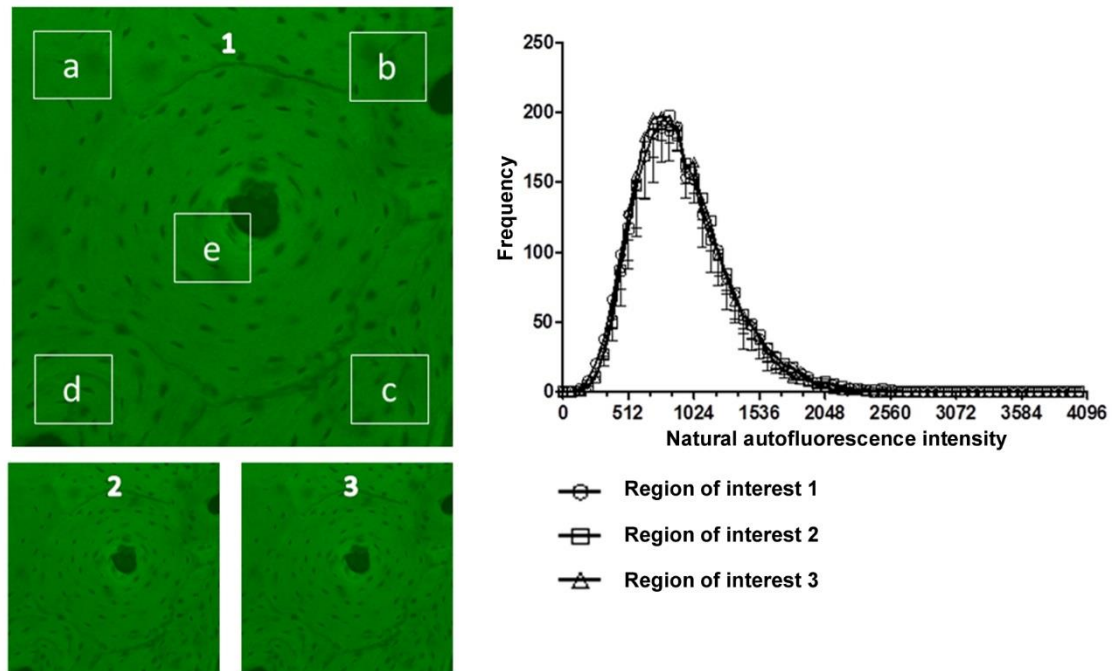 1
a
b
e
d
c
2
3
250
200
150
100
50
0
Frequency
0 512 1024 1536 2048 2560 3072 3584 4096
Natural autofluorescence intensity
Region of interest 1
Region of interest 2
Region of interest 3